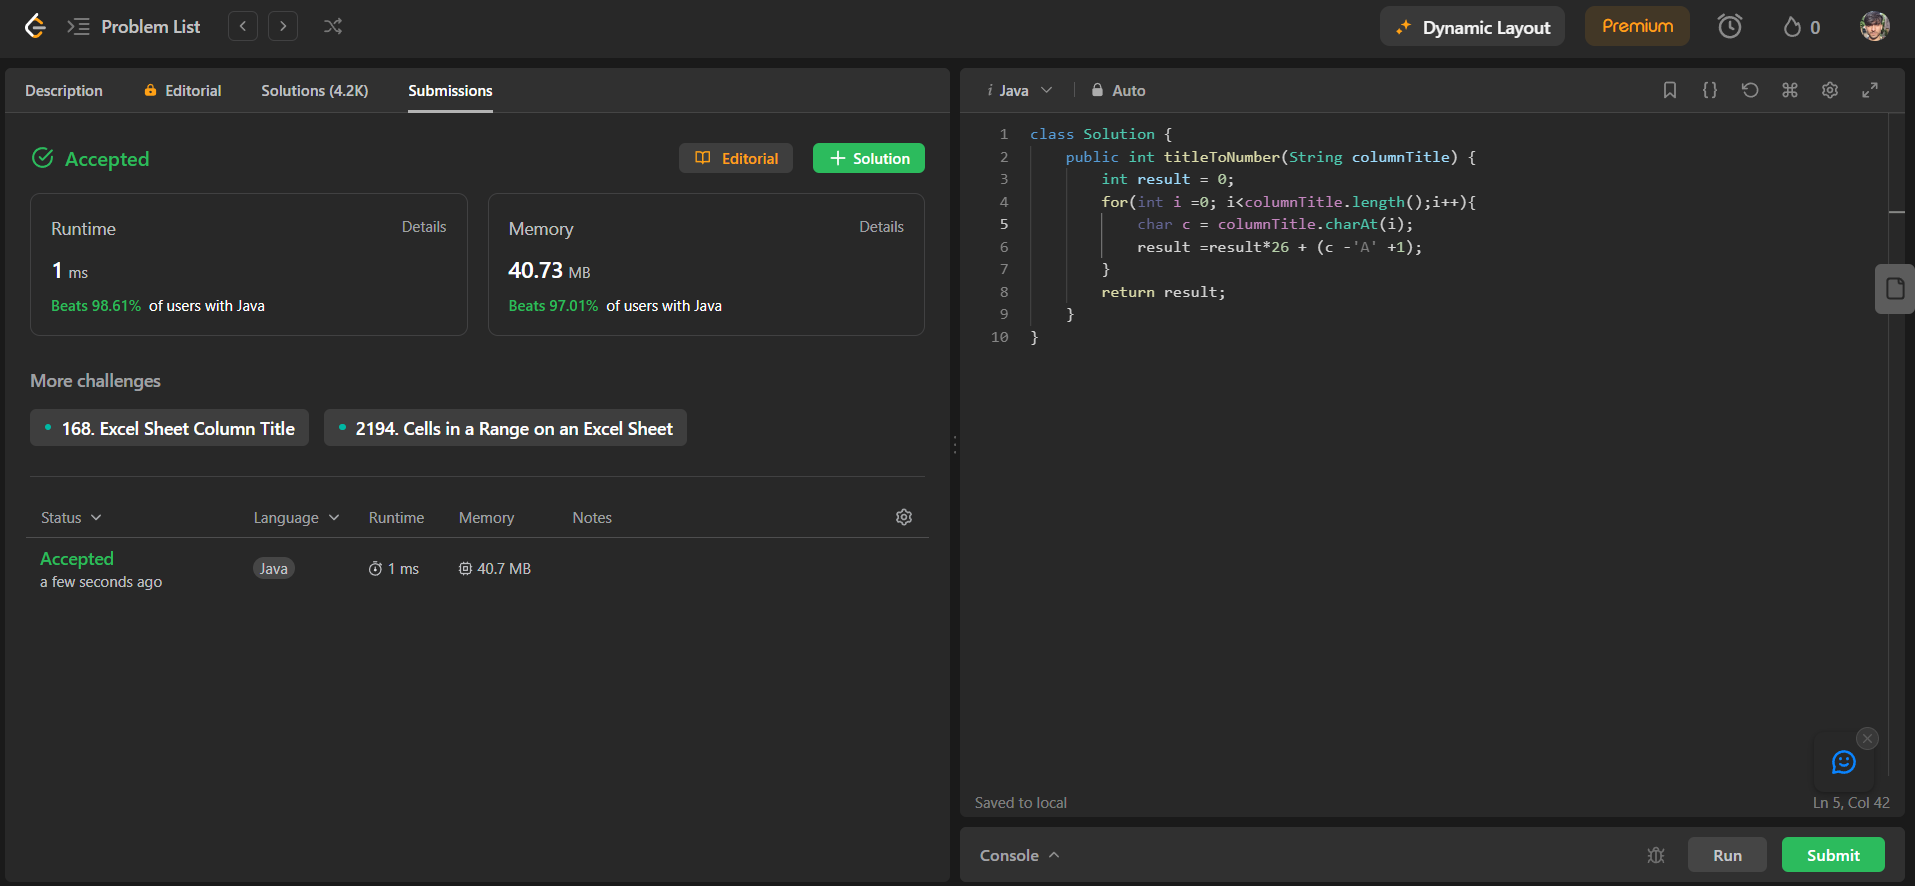 Problem List
Dynamic Layout
Premium
0
Description
Editorial
Solutions (4.2K)
Submissions
Accepted
Editorial
Solution
Runtime
Details
1 ms
Beats 98.61% of users with Java
Memory
Details
40.73 MB
Beats 97.01% of users with Java
More challenges
168. Excel Sheet Column Title
2194. Cells in a Range on an Excel Sheet
Status Language Runtime Memory Notes
Accepted
a few seconds ago
Java
1 ms
40.7 MB
i Java
Auto
1 class Solution {
2 public int titleToNumber(String columnTitle) {
3 int result = 0;
4 for(int i =0; i<columnTitle.length();i++){
5 char c = columnTitle.charAt(i);
6 result =result*26 + (c -'A' +1);
7 }
8 return result;
9 }
10 }
Saved to local
Ln 5, Col 42
Console
Run
Submit